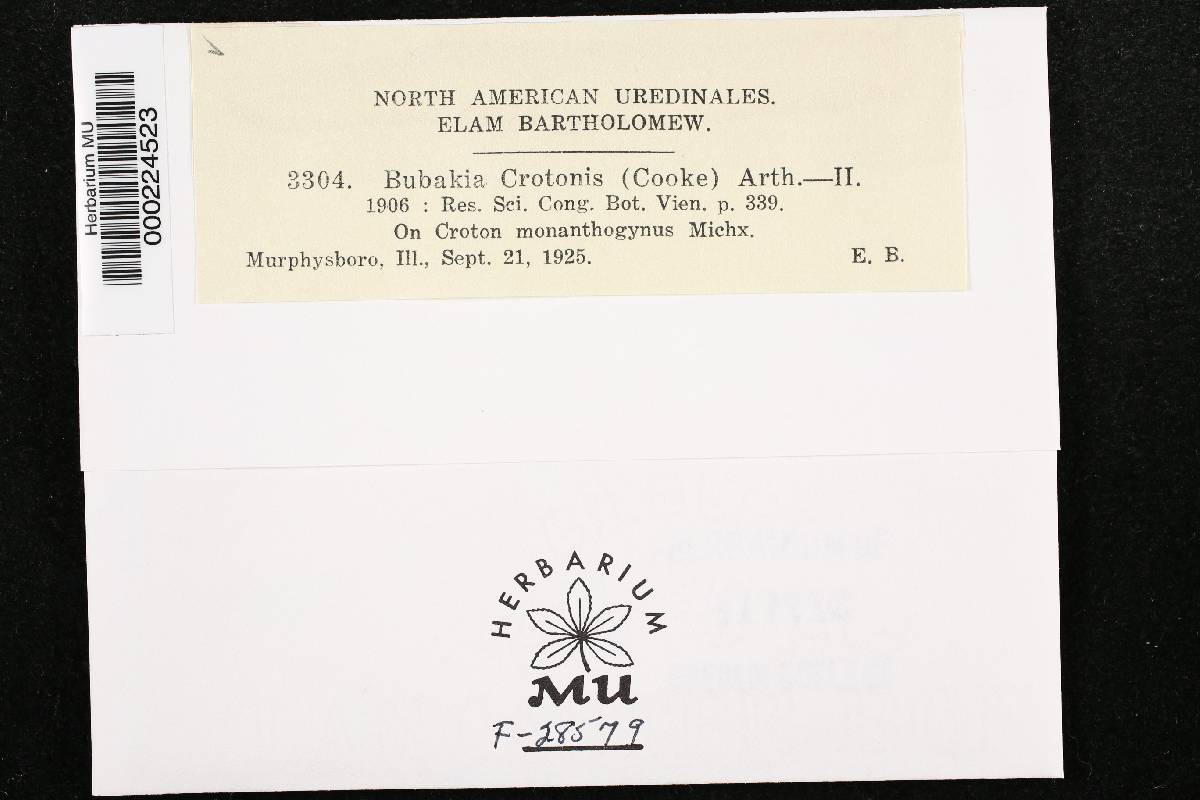 Herbarium MU
000224523
NORTH AMERICAN UREDINALES.
ELAM BARTHOLOMEW.
3304. Bubakia Crotonis (Cooke) Arth.—II.
1906 : Res. Sci. Cong. Bot. Vien. p. 339.
On Croton monanthogynus Michx.
Murphysboro, Ill., Sept. 21, 1925. E. B.
HERBARIUM
MU
F-28579